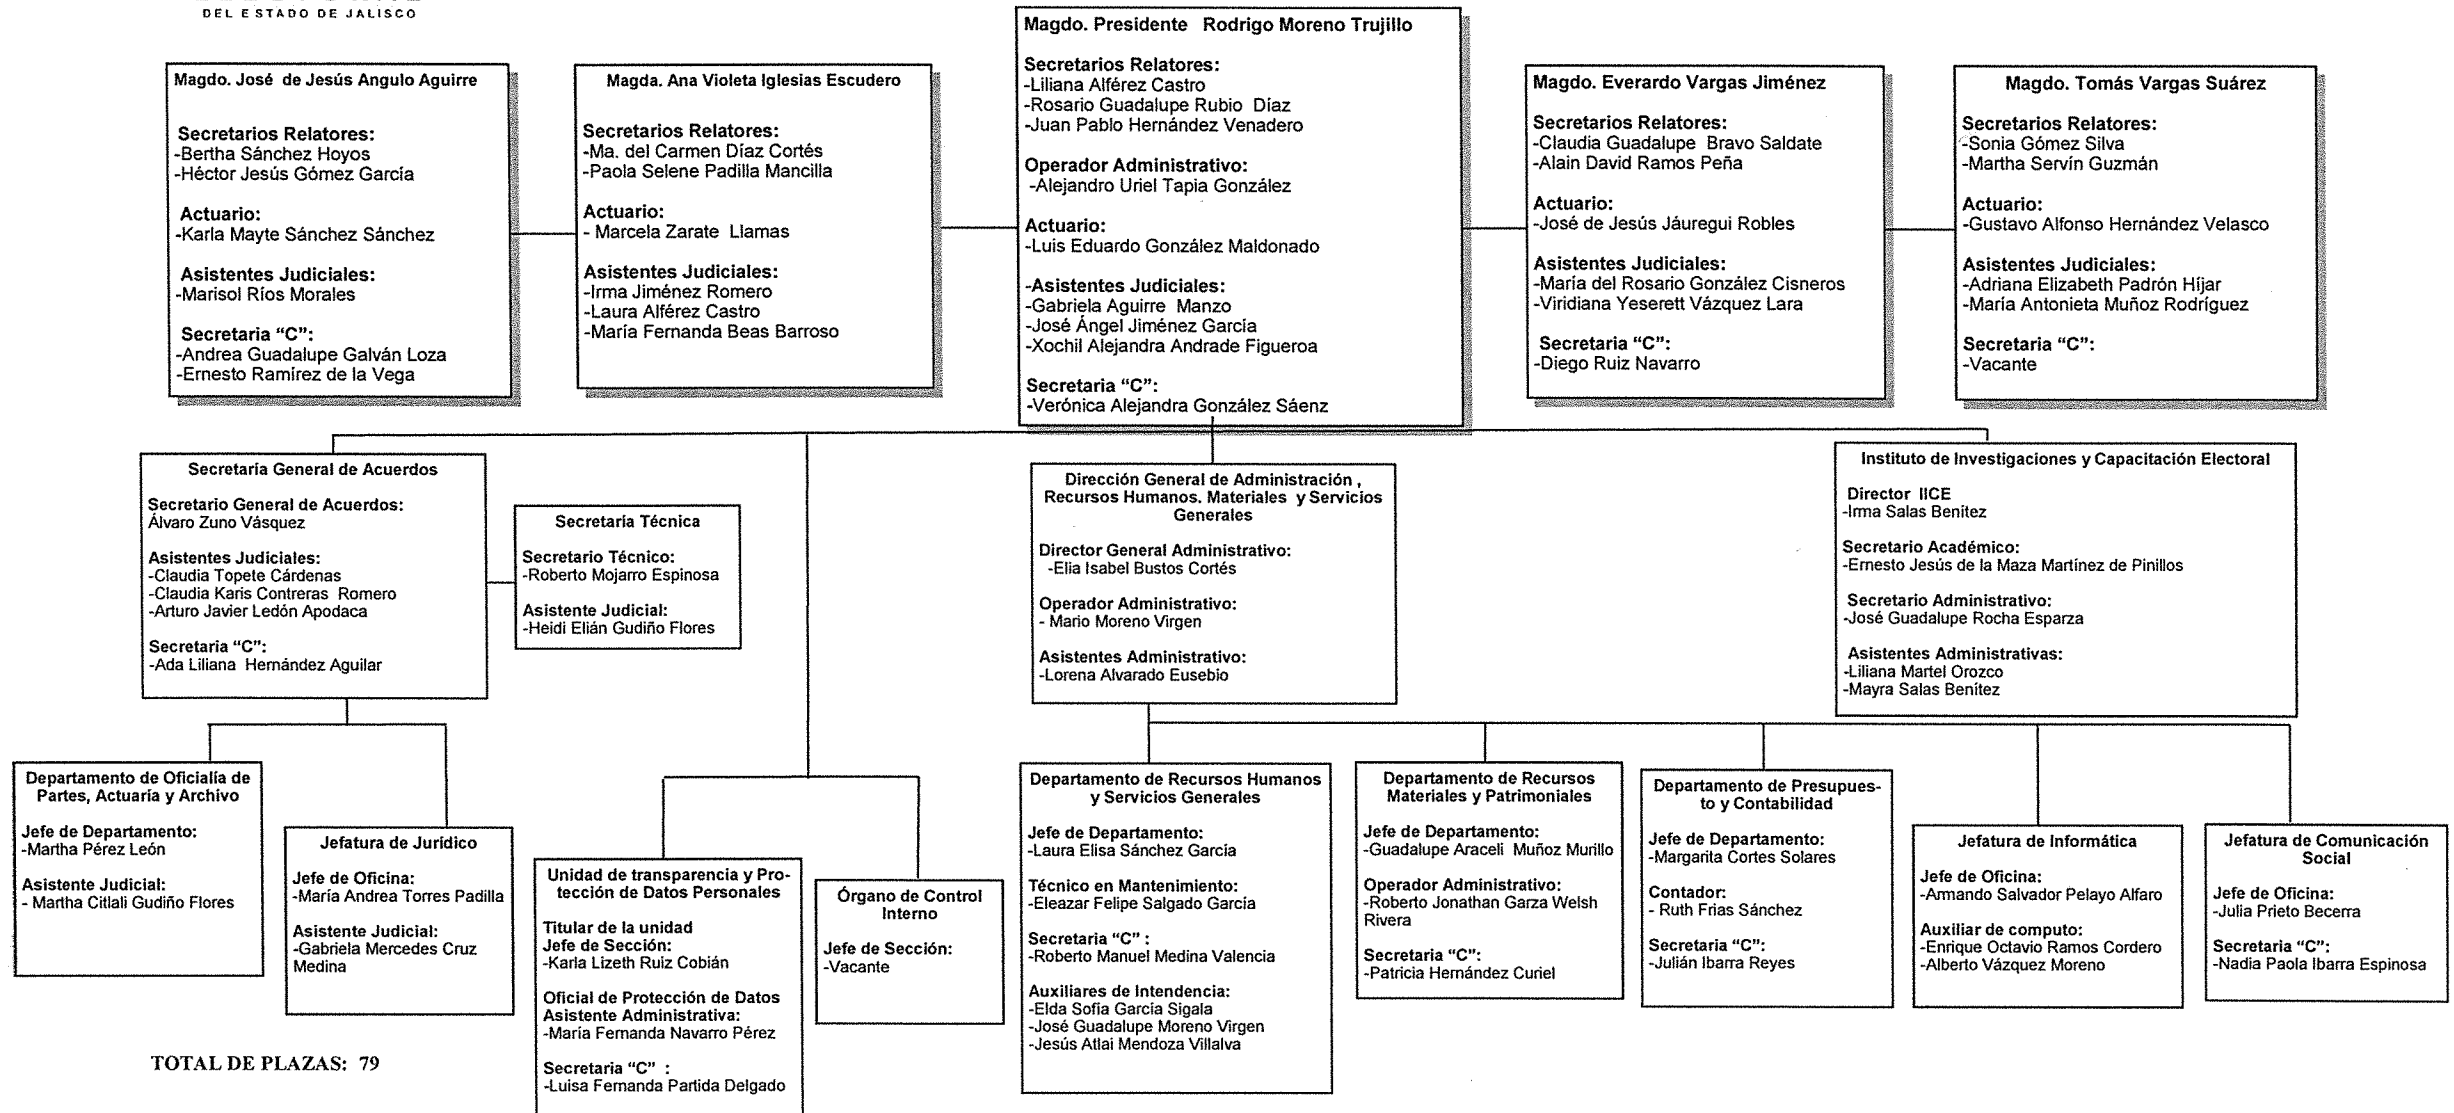 DEL ESTADO DE JALISCO
Magdo. José de Jesús Angulo Aguirre
Secretarios Relatores:
-Bertha Sánchez Hoyos
-Héctor Jesús Gómez García
Actuario:
-Karla Mayte Sánchez Sánchez
Asistentes Judiciales:
-Marisol Ríos Morales
Secretaria “C”:
-Andrea Guadalupe Galván Loza
-Ernesto Ramírez de la Vega
Magda. Ana Violeta Iglesias Escudero
Secretarios Relatores:
-Ma. del Carmen Díaz Cortés
-Paola Selene Padilla Mancilla
Actuario:
- Marcela Zarate Llamas
Asistentes Judiciales:
-Irma Jiménez Romero
-Laura Alférez Castro
-María Fernanda Beas Barroso
Magdo. Presidente Rodrigo Moreno Trujillo
Secretarios Relatores:
-Liliana Alférez Castro
-Rosario Guadalupe Rubio Díaz
-Juan Pablo Hernández Venadero
Operador Administrativo:
-Alejandro Uriel Tapia González
Actuario:
-Luis Eduardo González Maldonado
-Asistentes Judiciales:
-Gabriela Aguirre Manzo
-José Ángel Jiménez García
-Xochil Alejandra Andrade Figueroa
Secretaria “C”:
-Verónica Alejandra González Sáenz
Magdo. Everardo Vargas Jiménez
Secretarios Relatores:
-Claudia Guadalupe Bravo Saldate
-Alain David Ramos Peña
Actuario:
-José de Jesús Jáuregui Robles
Asistentes Judiciales:
-María del Rosario González Cisneros
-Viridiana Yeserett Vázquez Lara
Secretaria “C”:
-Diego Ruiz Navarro
Magdo. Tomás Vargas Suárez
Secretarios Relatores:
-Sonia Gómez Silva
-Martha Servín Guzmán
Actuario:
-Gustavo Alfonso Hernández Velasco
Asistentes Judiciales:
-Adriana Elizabeth Padrón Híjar
-María Antonieta Muñoz Rodríguez
Secretaria “C”:
-Vacante
Secretaría General de Acuerdos
Secretario General de Acuerdos:
Álvaro Zuno Vásquez
Asistentes Judiciales:
-Claudia Topete Cárdenas
-Claudia Karis Contreras Romero
-Arturo Javier Ledón Apodaca
Secretaria “C”:
-Ada Liliana Hernández Aguilar
Secretaría Técnica
Secretario Técnico:
-Roberto Mojarro Espinosa
Asistente Judicial:
-Heidi Elián Gudiño Flores
Dirección General de Administración ,
Recursos Humanos. Materiales y Servicios
Generales
Director General Administrativo:
-Elia Isabel Bustos Cortés
Operador Administrativo:
- Mario Moreno Virgen
Asistentes Administrativo:
-Lorena Alvarado Eusebio
Instituto de Investigaciones y Capacitación Electoral
Director IICE
-Irma Salas Benítez
Secretario Académico:
-Ernesto Jesús de la Maza Martínez de Pinillos
Secretario Administrativo:
-José Guadalupe Rocha Esparza
Asistentes Administrativas:
-Liliana Martel Orozco
-Mayra Salas Benítez
Departamento de Oficialía de
Partes, Actuaría y Archivo
Jefe de Departamento:
-Martha Pérez León
Asistente Judicial:
- Martha Citlali Gudiño Flores
Jefatura de Jurídico
Jefe de Oficina:
-María Andrea Torres Padilla
Asistente Judicial:
-Gabriela Mercedes Cruz
Medina
Unidad de transparencia y Pro-
tección de Datos Personales
Titular de la unidad
Jefe de Sección:
-Karla Lizeth Ruiz Cobián
Oficial de Protección de Datos
Asistente Administrativa:
-María Fernanda Navarro Pérez
Secretaria “C” :
-Luisa Fernanda Partida Delgado
Órgano de Control
Interno
Jefe de Sección:
-Vacante
Departamento de Recursos Humanos
y Servicios Generales
Jefe de Departamento:
-Laura Elisa Sánchez García
Técnico en Mantenimiento:
-Eleazar Felipe Salgado García
Secretaria “C” :
-Roberto Manuel Medina Valencia
Auxiliares de Intendencia:
-Elda Sofía García Sigala
-José Guadalupe Moreno Virgen
-Jesús Atlai Mendoza Villalva
Departamento de Recursos
Materiales y Patrimoniales
Jefe de Departamento:
-Guadalupe Araceli Muñoz Murillo
Operador Administrativo:
-Roberto Jonathan Garza Welsh
Rivera
Secretaria “C”:
-Patricia Hernández Curiel
Departamento de Presupues-
to y Contabilidad
Jefe de Departamento:
-Margarita Cortes Solares
Contador:
- Ruth Frias Sánchez
Secretaria “C”:
-Julián Ibarra Reyes
Jefatura de Informática
Jefe de Oficina:
-Armando Salvador Pelayo Alfaro
Auxiliar de computo:
-Enrique Octavio Ramos Cordero
-Alberto Vázquez Moreno
Jefatura de Comunicación
Social
Jefe de Oficina:
-Julia Prieto Becerra
Secretaria “C”:
-Nadia Paola Ibarra Espinosa
TOTAL DE PLAZAS: 79